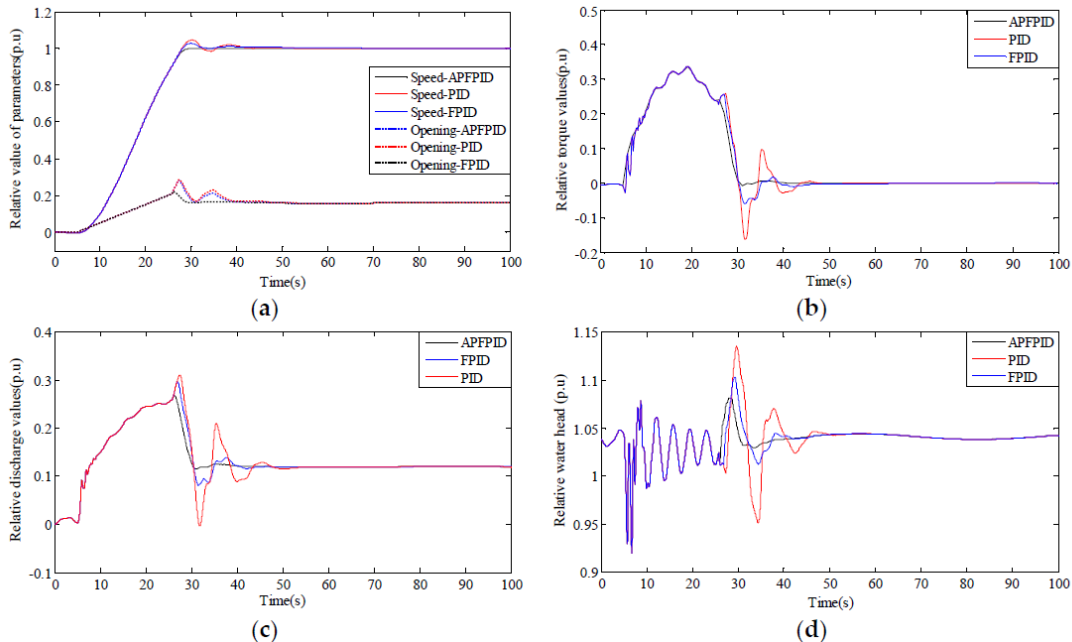 Relative value of parameters(p.u)
1.2
1
0.8
0.6
0.4
0.2
0
0 10 20 30 40 50 60 70 80 90 100
Time(s)
Speed-APFPID
Speed-PID
Speed-FPID
Opening-APFPID
Opening-PID
Opening-FPID
(a)
Relative torque values(p.u)
0.5
0.4
0.3
0.2
0.1
0
-0.1
-0.2
0 10 20 30 40 50 60 70 80 90 100
Time(s)
APFPID
PID
FPID
(b)
Relative discharge values(p.u)
0.4
0.3
0.2
0.1
0
-0.1
0 10 20 30 40 50 60 70 80 90 100
Time(s)
APFPID
FPID
PID
(c)
Relative water head (p.u)
1.15
1.1
1.05
1
0.95
0.9
0 10 20 30 40 50 60 70 80 90 100
Time(s)
APFPID
PID
FPID
(d)